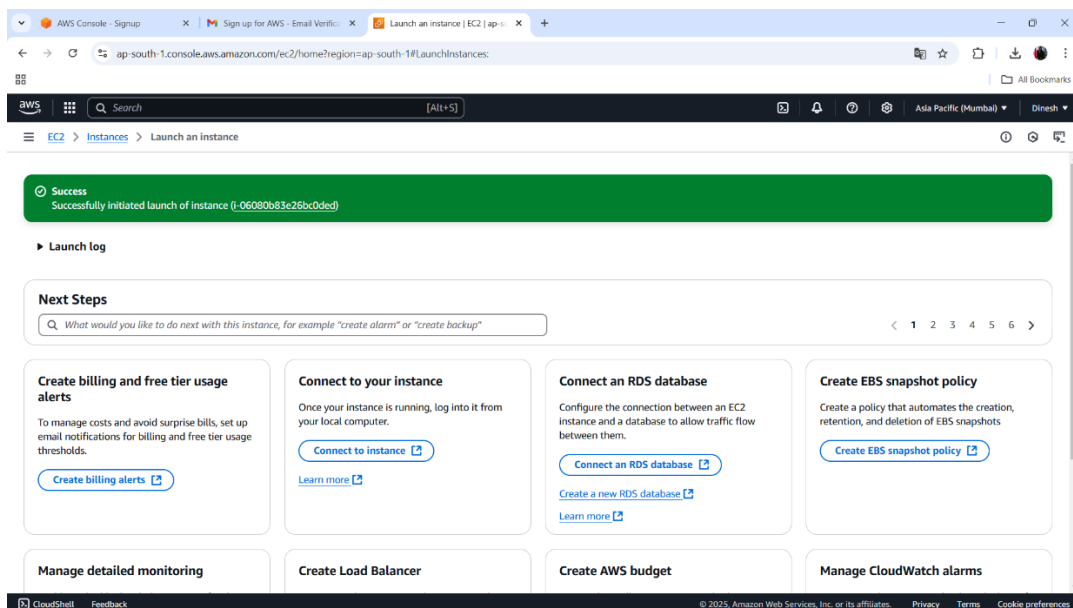 AWS Console - Signup
Sign up for AWS - Email Verific
Launch an instance | EC2 | ap-s
ap-south-1.console.aws.amazon.com/ec2/home?region=ap-south-1#LaunchInstances:
All Bookmarks
aws
Search
[Alt+S]
Asia Pacific (Mumbai)
Dinesh
EC2 > Instances > Launch an instance
Success
Successfully initiated launch of instance (i-06080b83e26bc0ded)
Launch log
Next Steps
What would you like to do next with this instance, for example "create alarm" or "create backup"
1 2 3 4 5 6
Create billing and free tier usage
alerts
To manage costs and avoid surprise bills, set up
email notifications for billing and free tier usage
thresholds.
Create billing alerts
Connect to your instance
Once your instance is running, log into it from
your local computer.
Connect to instance
Learn more
Connect an RDS database
Configure the connection between an EC2
instance and a database to allow traffic flow
between them.
Connect an RDS database
Create a new RDS database
Learn more
Create EBS snapshot policy
Create a policy that automates the creation,
retention, and deletion of EBS snapshots
Create EBS snapshot policy
Manage detailed monitoring
Create Load Balancer
Create AWS budget
Manage CloudWatch alarms
CloudShell
Feedback
© 2025, Amazon Web Services, Inc. or its affiliates.
Privacy
Terms
Cookie preferences